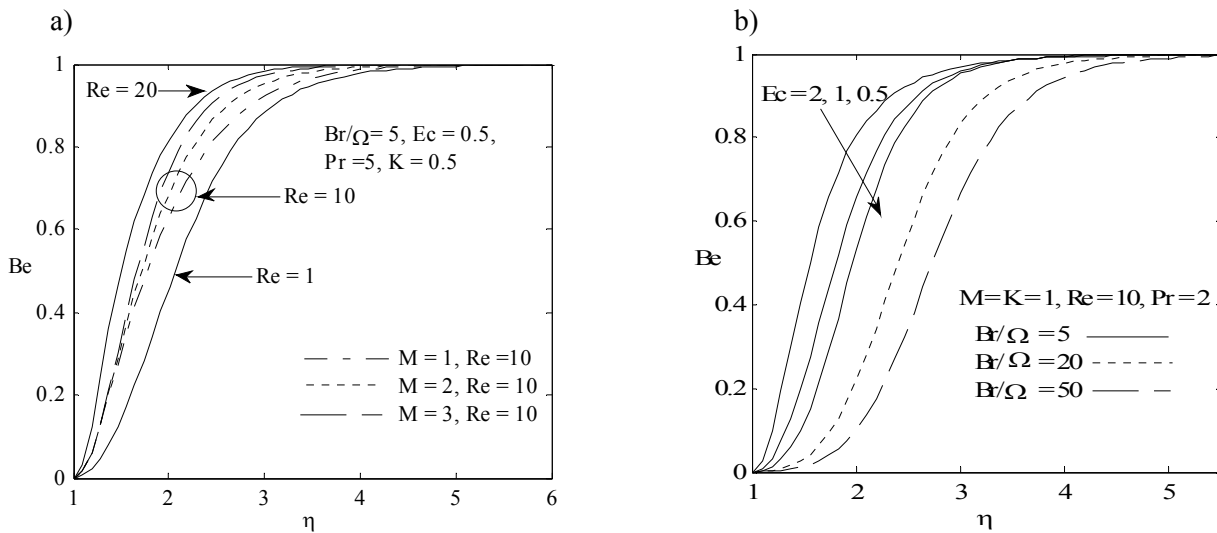 a)
1
0.8
0.6
Be
0.4
0.2
0
1
2
3
4
5
6
η
Re = 20
Br/Ω= 5, Ec = 0.5,
Pr =5, K = 0.5
Re = 10
Re = 1
M = 1, Re =10
M = 2, Re = 10
M = 3, Re = 10
b)
1
0.8
0.6
Be
0.4
0.2
0
1
2
3
4
5
η
Ec = 2, 1, 0.5
M=K=1, Re=10, Pr=2
Br/Ω =5
Br/Ω =20
Br/Ω =50